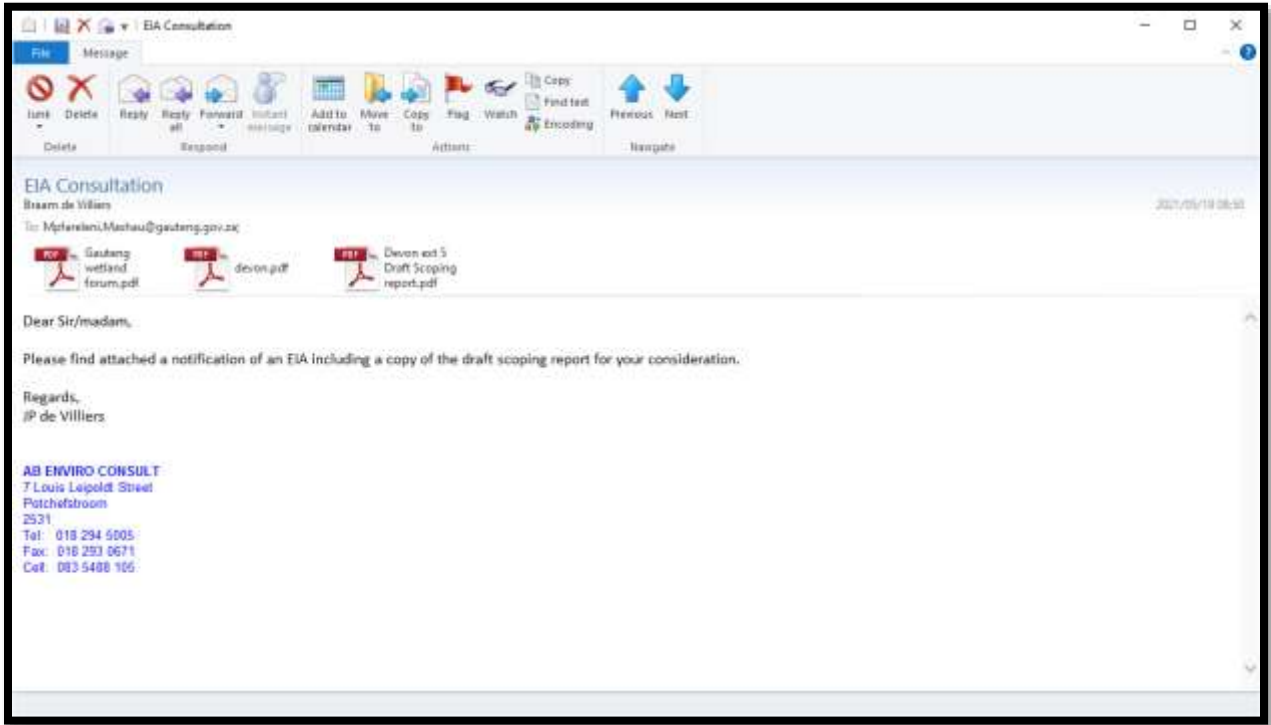 EIA Consultation
File Message
Junk Delete Reply Reply all Forward Instant message Add to calendar Move to Copy to Flag Watch Copy Find text Encoding Previous Next
Delete Respond Actions Navigate
EIA Consultation
Braam de Villiers
To:
Gauteng wetland forum.pdf
devon.pdf
Devon ext 5 Draft Scoping report.pdf
Dear Sir/madam,
Please find attached a notification of an EIA including a copy of the draft scoping report for your consideration.
Regards,
JP de Villiers
AB ENVIRO CONSULT
7 Louis Leipoldt Street
Potchefstroom
2531
Tel: 018 294 5005
Fax: 018 293 0671
Cell: 083 5488 105